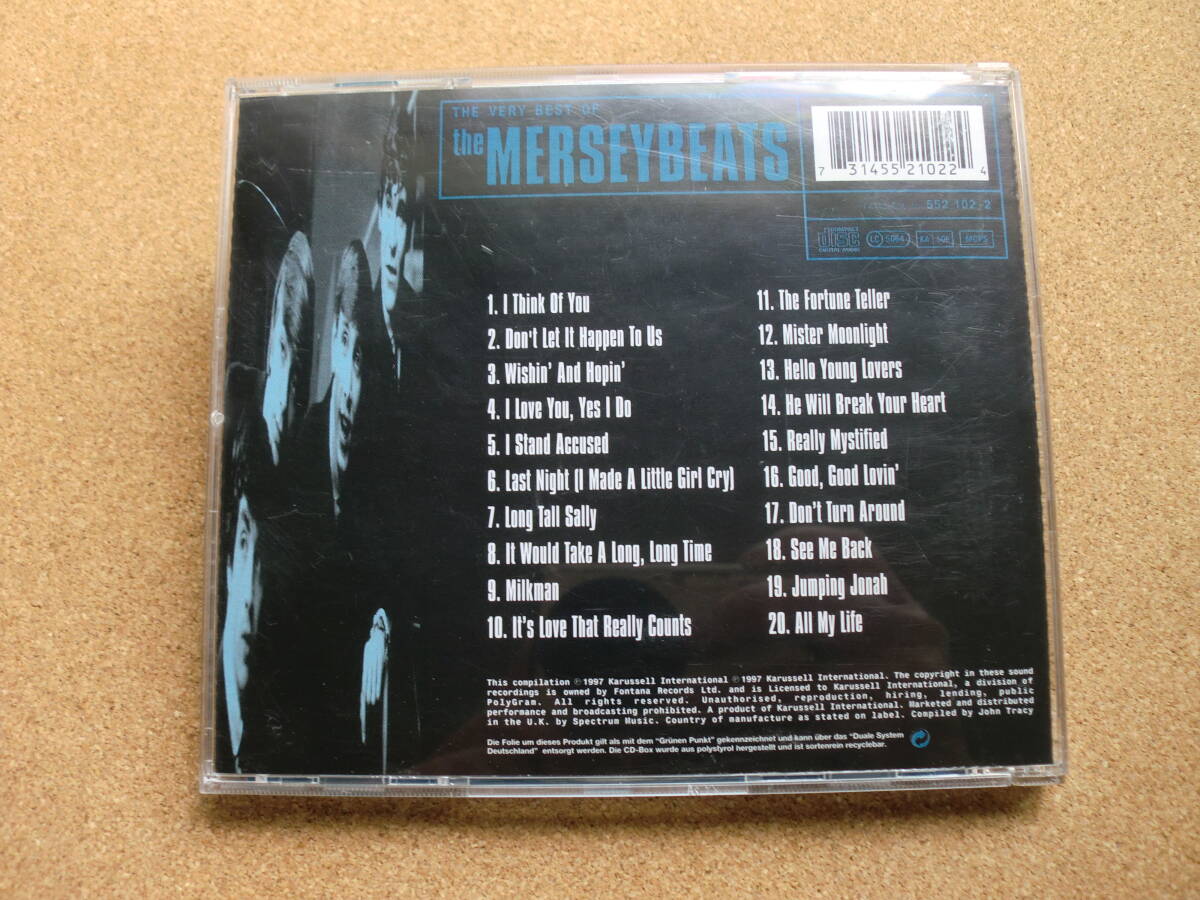 THE VERY BEST OF
the MERSEYBEATS
7 31455 21022 4
552 102-2
COMPACT
disc
DIGITAL AUDIO
LC 5064
MCPS
1. I Think Of You
2. Don't Let It Happen To Us
3. Wishin' And Hopin'
4. I Love You, Yes I Do
5. I Stand Accused
6. Last Night (I Made A Little Girl Cry)
7. Long Tall Sally
8. It Would Take A Long, Long Time
9. Milkman
10. It's Love That Really Counts
11. The Fortune Teller
12. Mister Moonlight
13. Hello Young Lovers
14. He Will Break Your Heart
15. Really Mystified
16. Good, Good Lovin'
17. Don't Turn Around
18. See Me Back
19. Jumping Jonah
20. All My Life
This compilation ℗1997 Karussell International ℗1997 Karussell International. The copyright in these sound
recordings is owned by Fontana Records Ltd. and is Licensed to Karussell International, a division of
PolyGram. All rights reserved. Unauthorised, reproduction, hiring, lending, public
performance and broadcasting prohibited. A product of Karussell International. Marketed and distributed
in the U.K. by Spectrum Music. Country of manufacture as stated on label. Compiled by John Tracy
Die Folie um dieses Produkt gilt als mit dem "Grünen Punkt" gekennzeichnet und kann über das "Duale System
Deutschland" entsorgt werden. Die CD-Box wurde aus polystyrol hergestellt und ist sortenrein recyclebar.